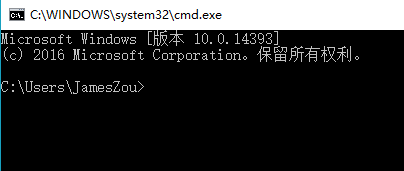 C:\WINDOWS\system32\cmd.exe
Microsoft Windows [版本 10.0.14393]
(c) 2016 Microsoft Corporation。保留所有权利。
C:\Users\JamesZou>